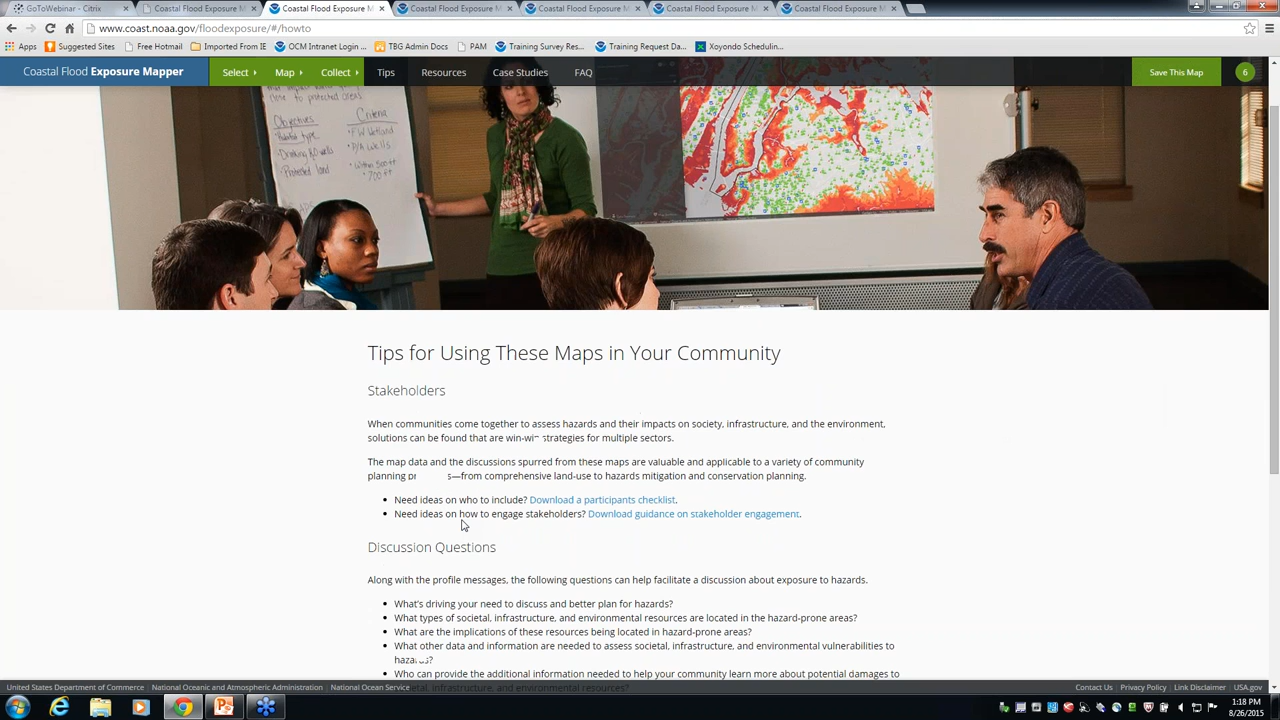 GoToWebinar - Citrix
Coastal Flood Exposure M
Coastal Flood Exposure M
Coastal Flood Exposure M
Coastal Flood Exposure M
Coastal Flood Exposure M
Coastal Flood Exposure M
www.coast.noaa.gov/floodexposure/#/howto
Apps Suggested Sites Free Hotmail Imported From IE OCM Intranet Login ... TBG Admin Docs PAM Training Survey Res... Training Request Da... Xoyondo Schedulin...
Coastal Flood Exposure Mapper Select Map Collect Tips Resources Case Studies FAQ Save This Map 6
Objectives Criteria
Drinking
Protected land
Within 500 ft
700 ft
Tips for Using These Maps in Your Community
Stakeholders
When communities come together to assess hazards and their impacts on society, infrastructure, and the environment,
solutions can be found that are strategies for multiple sectors.
The map data and the discussions spurred from these maps are valuable and applicable to a variety of community
planning —from comprehensive land-use to hazards mitigation and conservation planning.
• Need ideas on who to include? Download a participants checklist.
• Need ideas on how to engage stakeholders? Download guidance on stakeholder engagement.
Discussion Questions
Along with the profile messages, the following questions can help facilitate a discussion about exposure to hazards.
• What's driving your need to discuss and better plan for hazards?
• What types of societal, infrastructure, and environmental resources are located in the hazard-prone areas?
• What are the implications of these resources being located in hazard-prone areas?
• What other data and information are needed to assess societal, infrastructure, and environmental vulnerabilities to
hazards?
• Who can provide the additional information needed to help your community learn more about potential damages to
United States Department of Commerce National Oceanic and Atmospheric Administration National Ocean Service Contact Us Privacy Policy Link Disclaimer USA.gov
1:18 PM
8/26/2015